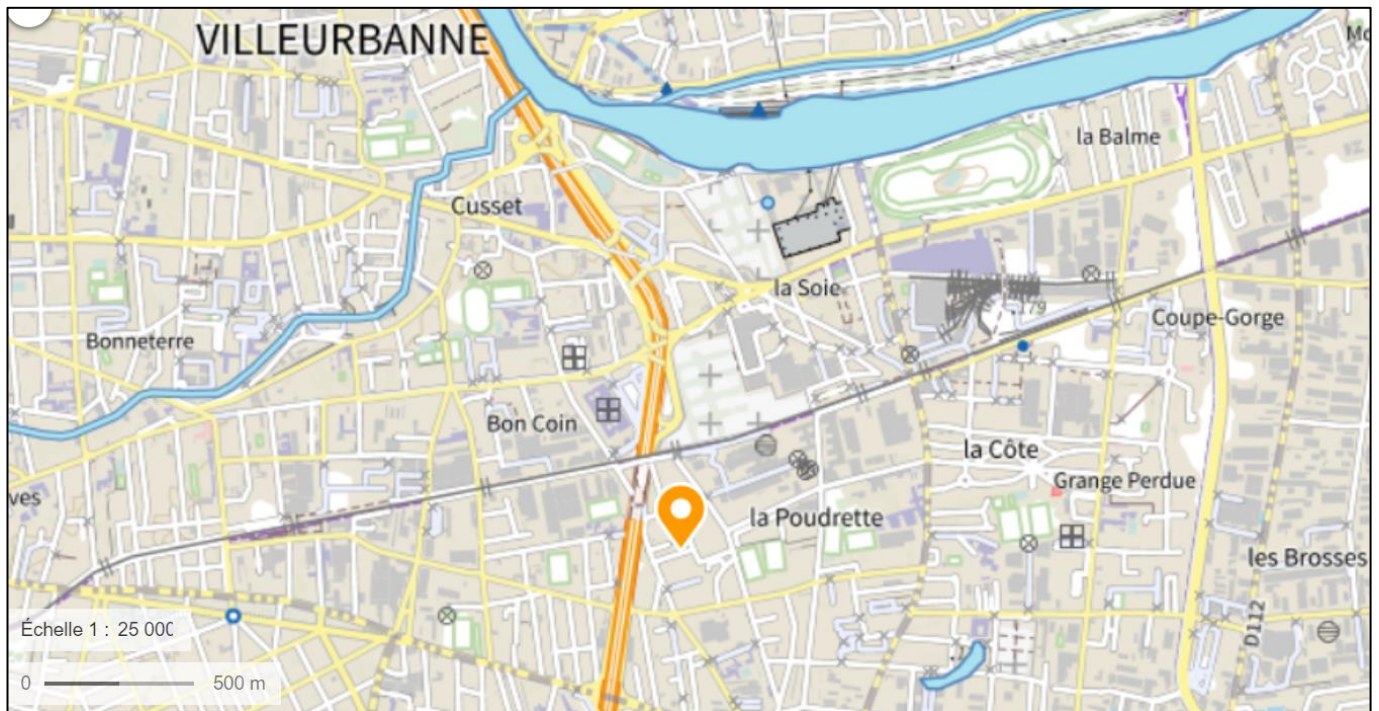 VILLEURBANNE
la Balme
Cusset
la Soie
Bonneterre
Coupe-Gorge
Bon Coin
la Côte
ves
Grange Perdue
la Poudrette
les Brosses
D112
Échelle 1 : 25 000
0 500 m